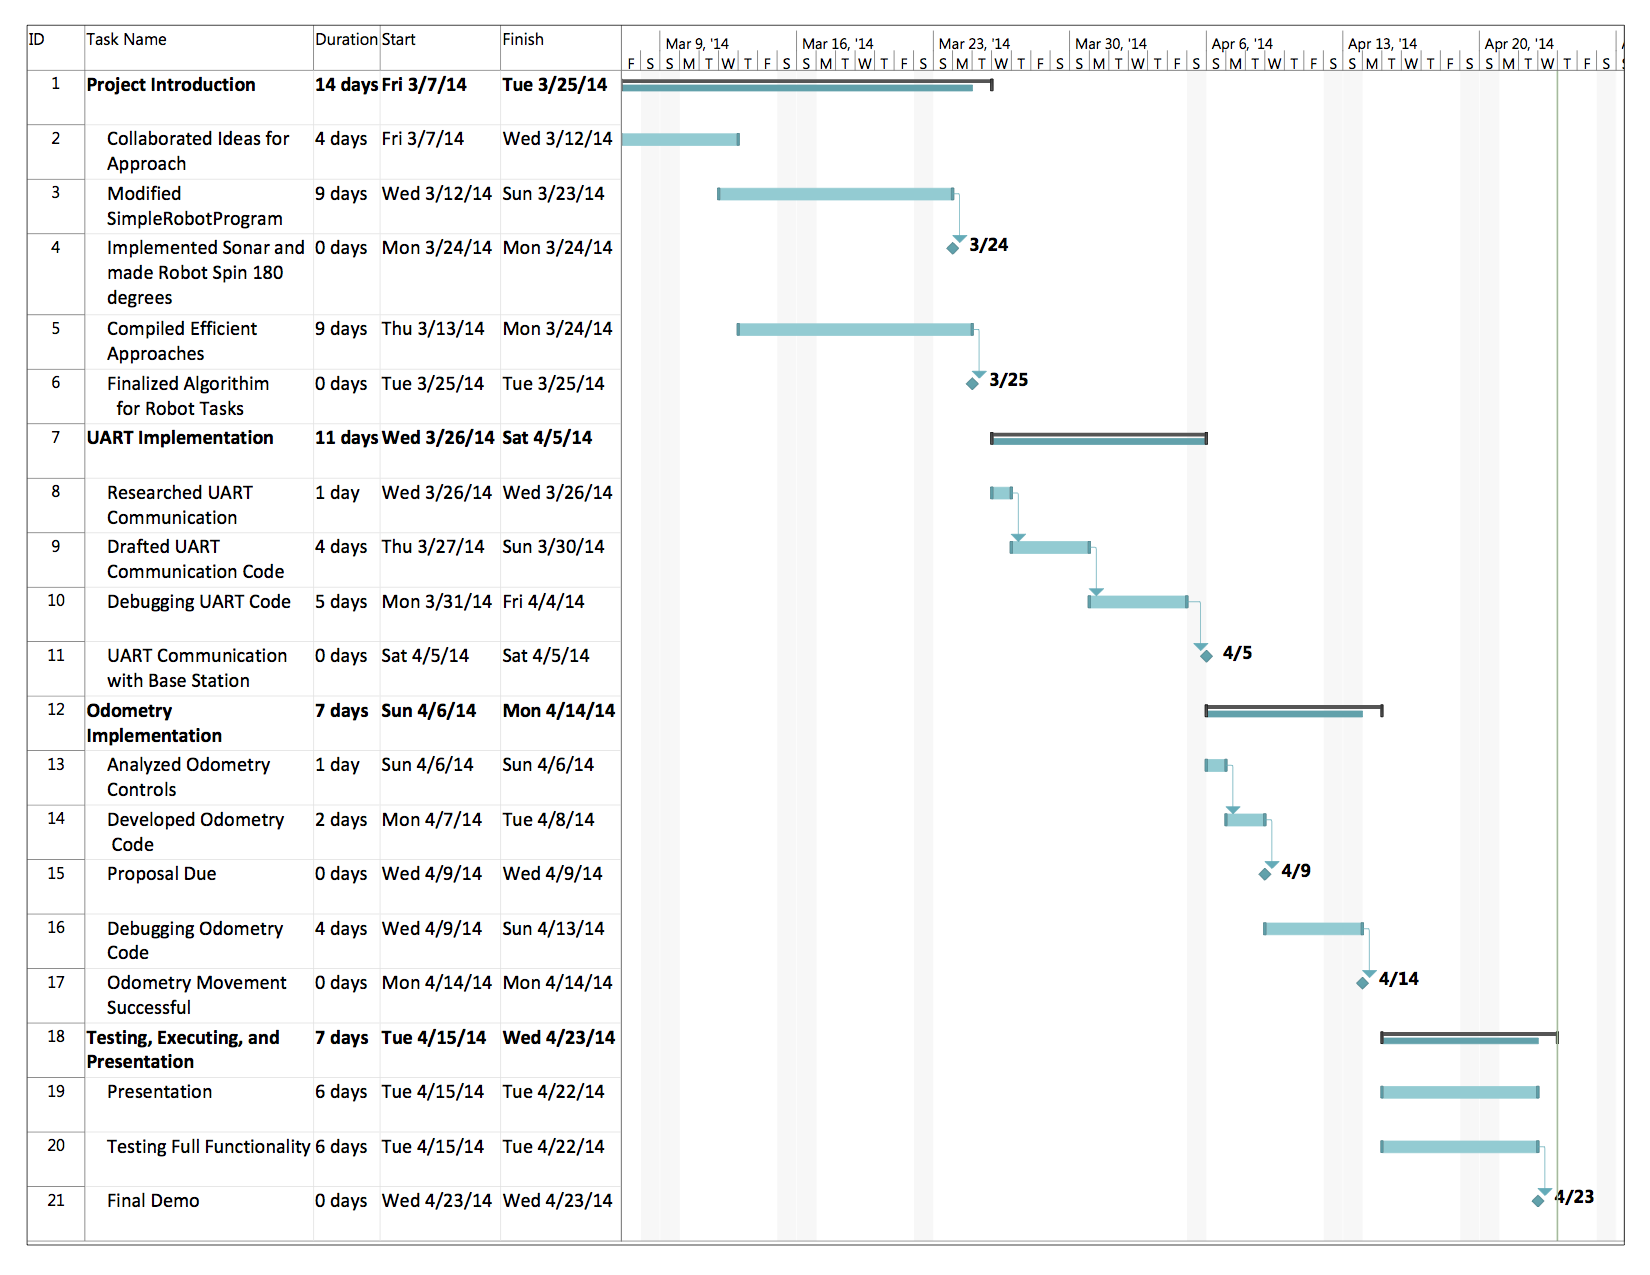 ID Task Name Duration Start Finish
Mar 9, '14 Mar 16, '14 Mar 23, '14 Mar 30, '14 Apr 6, '14 Apr 13, '14 Apr 20, '14
F S S M T W T F S S M T W T F S S M T W T F S S M T W T F S S M T W T F S S M T W T F S S M T W T F S
1 Project Introduction 14 days Fri 3/7/14 Tue 3/25/14
2 Collaborated Ideas for 4 days Fri 3/7/14 Wed 3/12/14
Approach
3 Modified 9 days Wed 3/12/14 Sun 3/23/14
SimpleRobotProgram
4 Implemented Sonar and 0 days Mon 3/24/14 Mon 3/24/14 3/24
made Robot Spin 180
degrees
5 Compiled Efficient 9 days Thu 3/13/14 Mon 3/24/14
Approaches
6 Finalized Algorithim 0 days Tue 3/25/14 Tue 3/25/14 3/25
for Robot Tasks
7 UART Implementation 11 days Wed 3/26/14 Sat 4/5/14
8 Researched UART 1 day Wed 3/26/14 Wed 3/26/14
Communication
9 Drafted UART 4 days Thu 3/27/14 Sun 3/30/14
Communication Code
10 Debugging UART Code 5 days Mon 3/31/14 Fri 4/4/14
11 UART Communication 0 days Sat 4/5/14 Sat 4/5/14 4/5
with Base Station
12 Odometry 7 days Sun 4/6/14 Mon 4/14/14
Implementation
13 Analyzed Odometry 1 day Sun 4/6/14 Sun 4/6/14
Controls
14 Developed Odometry 2 days Mon 4/7/14 Tue 4/8/14
Code
15 Proposal Due 0 days Wed 4/9/14 Wed 4/9/14 4/9
16 Debugging Odometry 4 days Wed 4/9/14 Sun 4/13/14
Code
17 Odometry Movement 0 days Mon 4/14/14 Mon 4/14/14 4/14
Successful
18 Testing, Executing, and 7 days Tue 4/15/14 Wed 4/23/14
Presentation
19 Presentation 6 days Tue 4/15/14 Tue 4/22/14
20 Testing Full Functionality 6 days Tue 4/15/14 Tue 4/22/14
21 Final Demo 0 days Wed 4/23/14 Wed 4/23/14 4/23